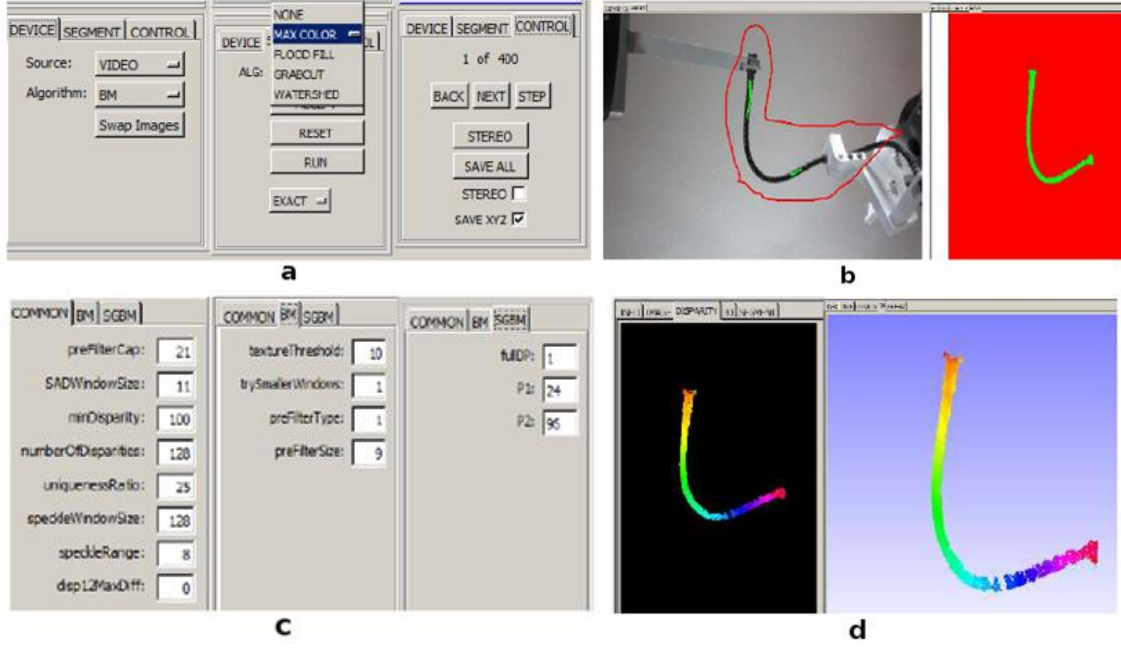 DEVICE SEGMENT CONTROL
Source: VIDEO
Algorithm: BM
Swap Images
NONE
MAX COLOR
FLOOD FILL
GRABCUT
WATERSHED
DEVICE
ALG:
RESET
RUN
EXACT
DEVICE SEGMENT CONTROL
1 of 400
BACK NEXT STEP
STEREO
SAVE ALL
STEREO
SAVE XYZ
a
b
COMMON BM SGBM
preFilterCap: 21
SADWindowSize: 11
minDisparity: 100
numberOfDisparities: 128
uniquenessRatio: 25
speckleWindowSize: 128
speckleRange: 8
disp12MaxDiff: 0
COMMON BM SGBM
textureThreshold: 10
trySmallerWindows: 1
preFilterType: 1
preFilterSize: 9
COMMON BM SGBM
fullDP: 1
P1: 24
P2: 96
DISPARITY
c
d